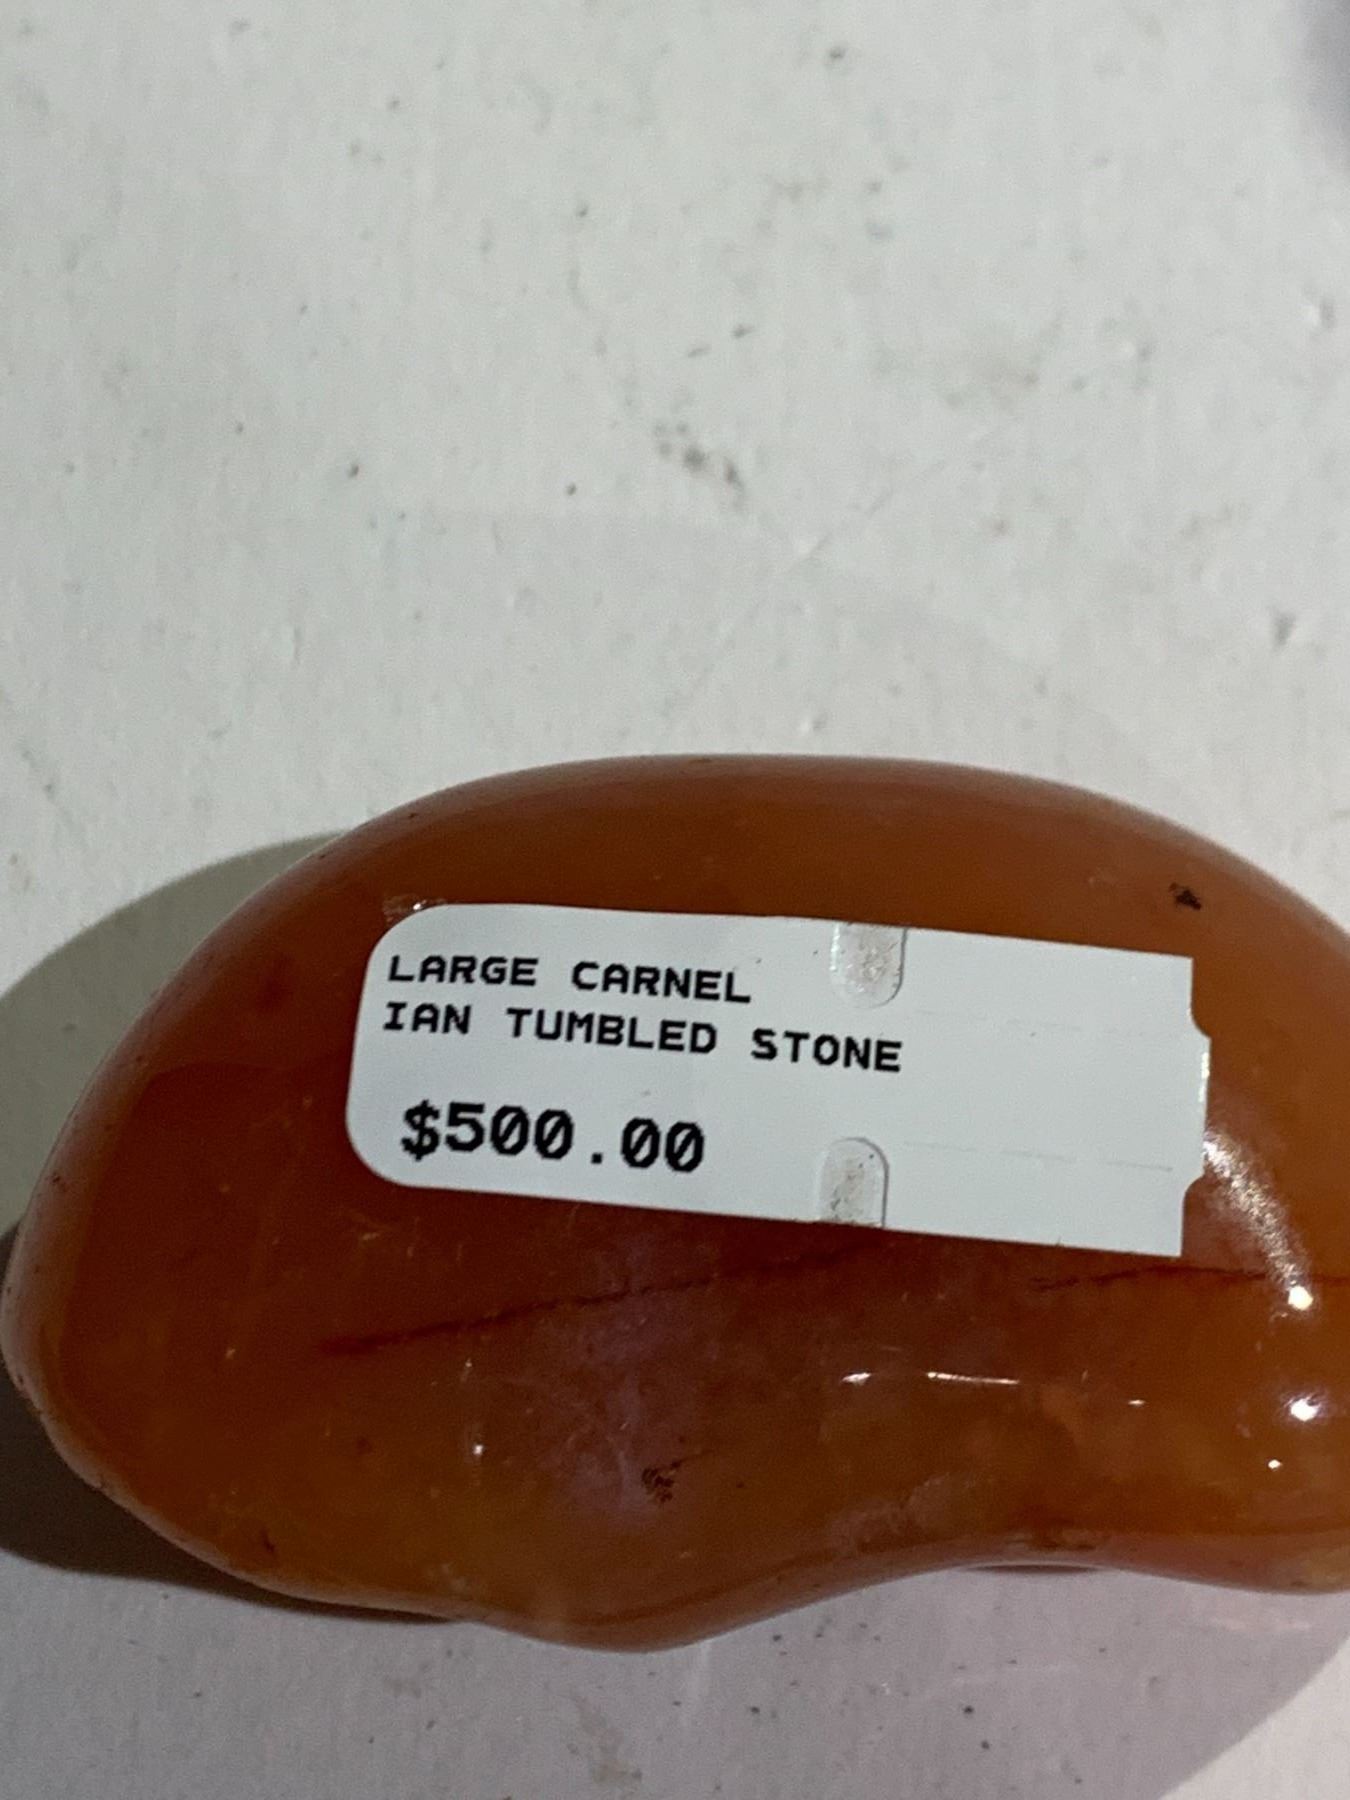 LARGE CARNEL
IAN TUMBLED STONE
$500.00